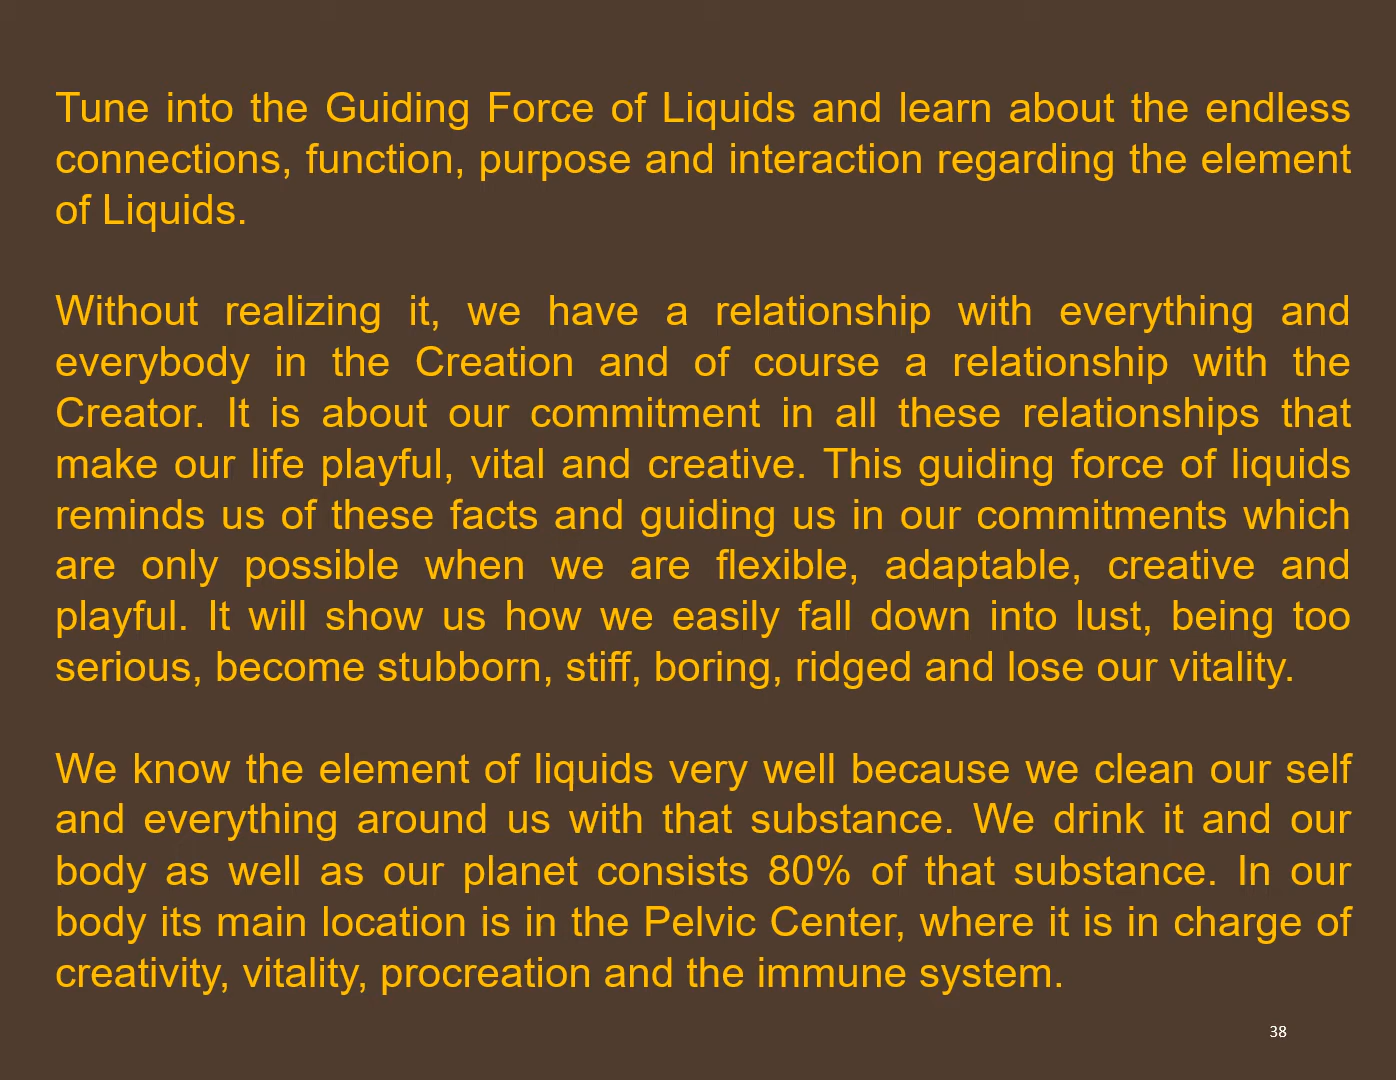 Tune into the Guiding Force of Liquids and learn about the endless
connections, function, purpose and interaction regarding the element
of Liquids.
Without realizing it, we have a relationship with everything and
everybody in the Creation and of course a relationship with the
Creator. It is about our commitment in all these relationships that
make our life playful, vital and creative. This guiding force of liquids
reminds us of these facts and guiding us in our commitments which
are only possible when we are flexible, adaptable, creative and
playful. It will show us how we easily fall down into lust, being too
serious, become stubborn, stiff, boring, ridged and lose our vitality.
We know the element of liquids very well because we clean our self
and everything around us with that substance. We drink it and our
body as well as our planet consists 80% of that substance. In our
body its main location is in the Pelvic Center, where it is in charge of
creativity, vitality, procreation and the immune system.
38